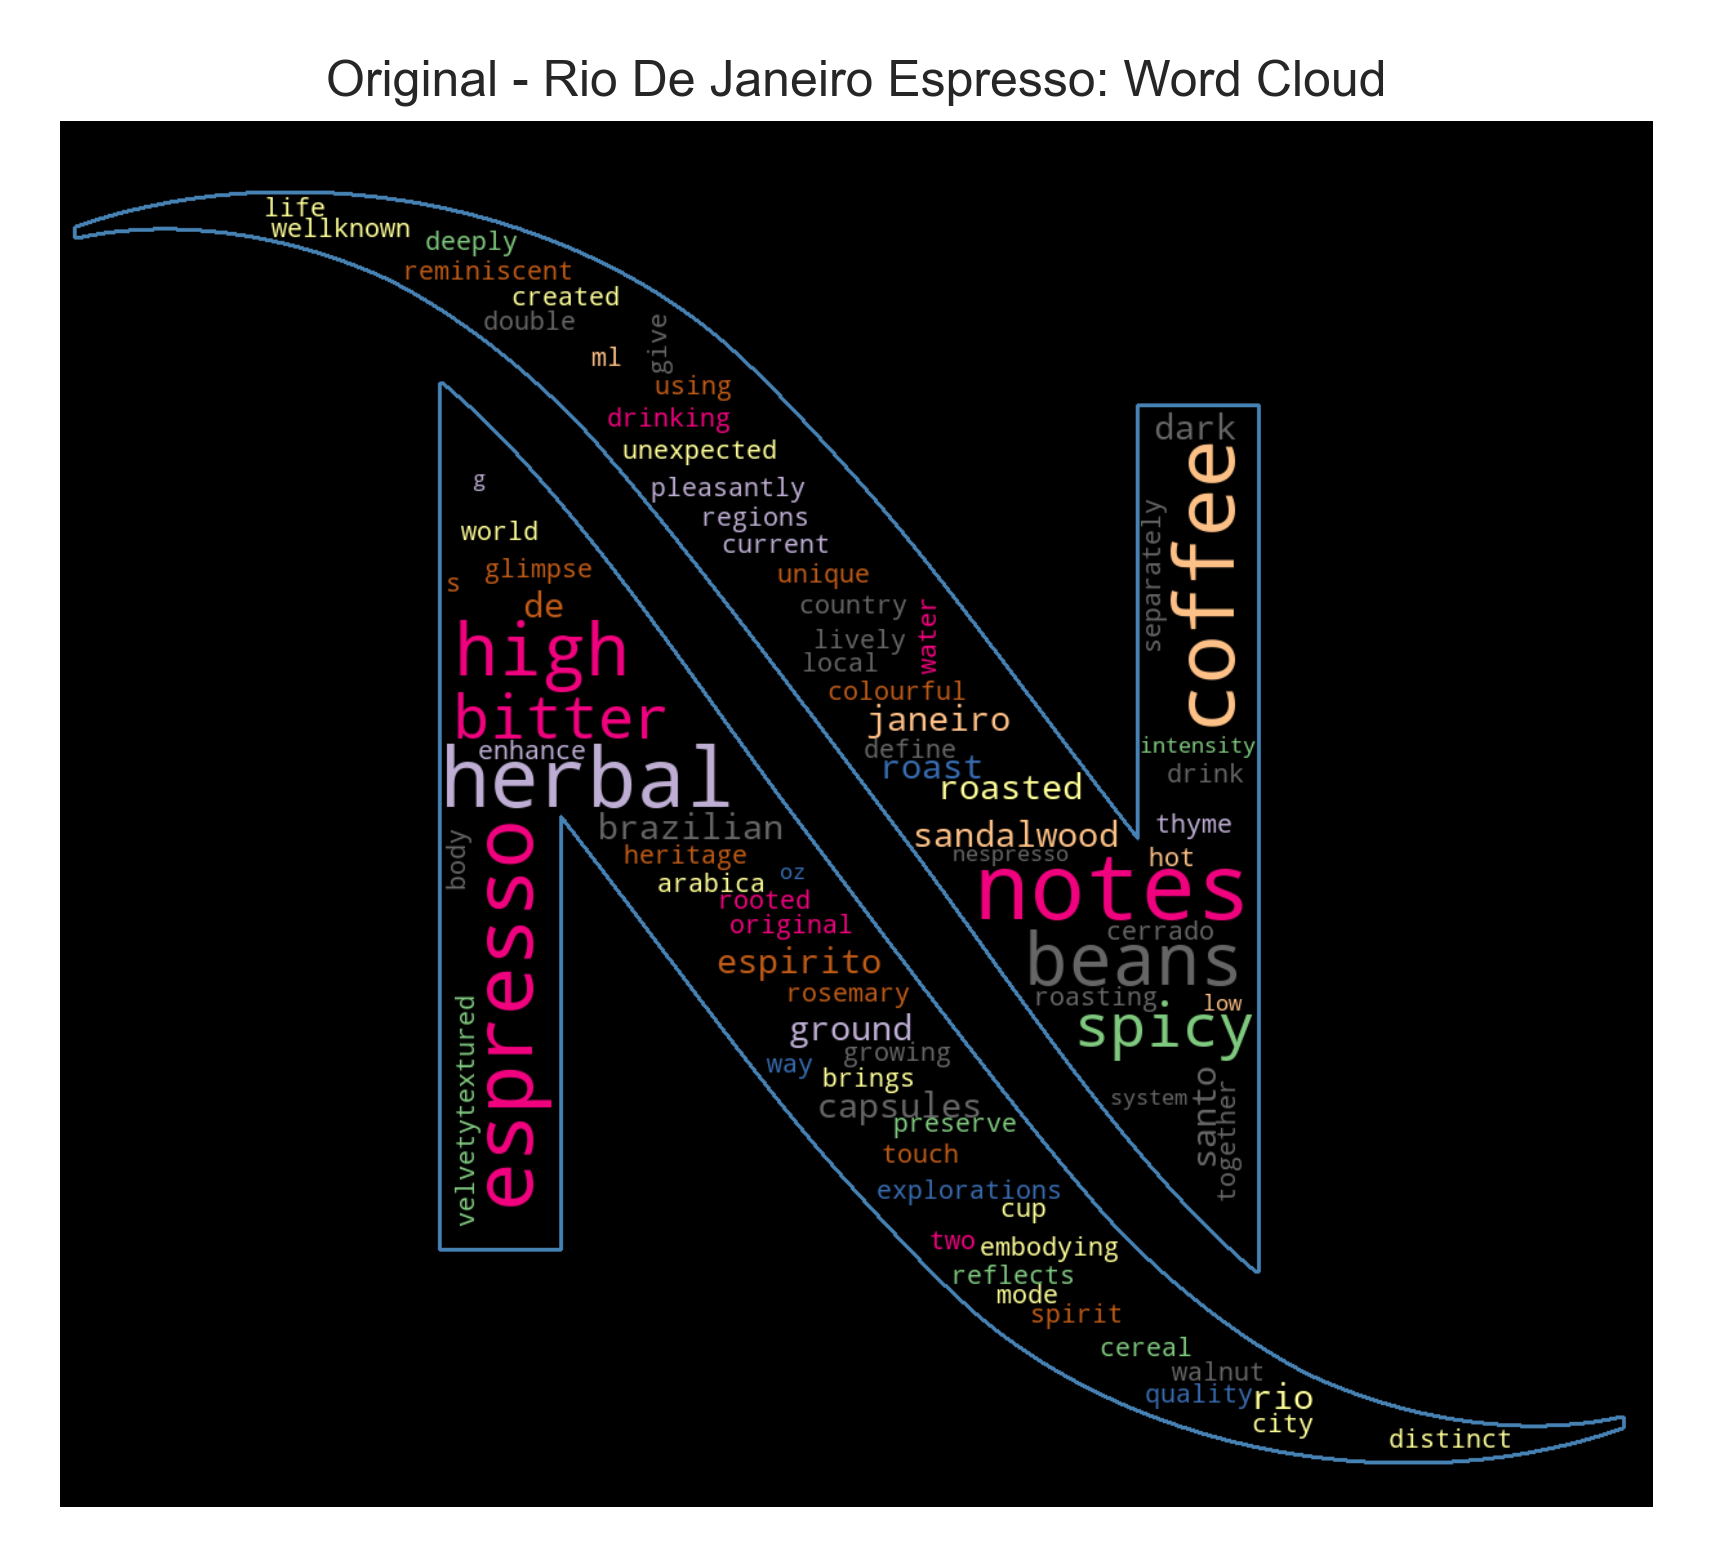 Original - Rio De Janeiro Espresso: Word Cloud
life
wellknown
deeply
reminiscent
created
double
give
ml
using
drinking
unexpected
pleasantly
regions
current
unique
country
water
lively
local
colourful
janeiro
define
roast
roasted
sandalwood
nespresso
dark
coffee
separately
intensity
drink
thyme
hot
notes
cerrado
beans
roasting
low
spicy
system
santo
together
g
world
s
glimpse
de
high
bitter
enhance
herbal
body
espresso
velvetytextured
brazilian
heritage
arabica
oz
rooted
original
espirito
rosemary
ground
growing
way
brings
capsules
preserve
touch
explorations
cup
two
embodying
reflects
mode
spirit
cereal
walnut
quality
rio
city
distinct